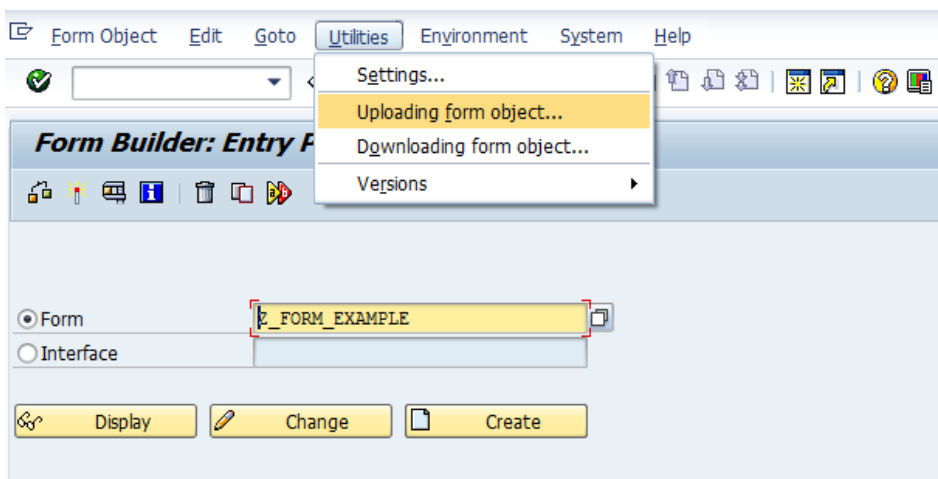 Form Object Edit Goto Utilities Environment System Help
Settings...
Uploading form object...
Downloading form object...
Versions
Form Builder: Entry P
Form
Z_FORM_EXAMPLE
Interface
Display Change Create